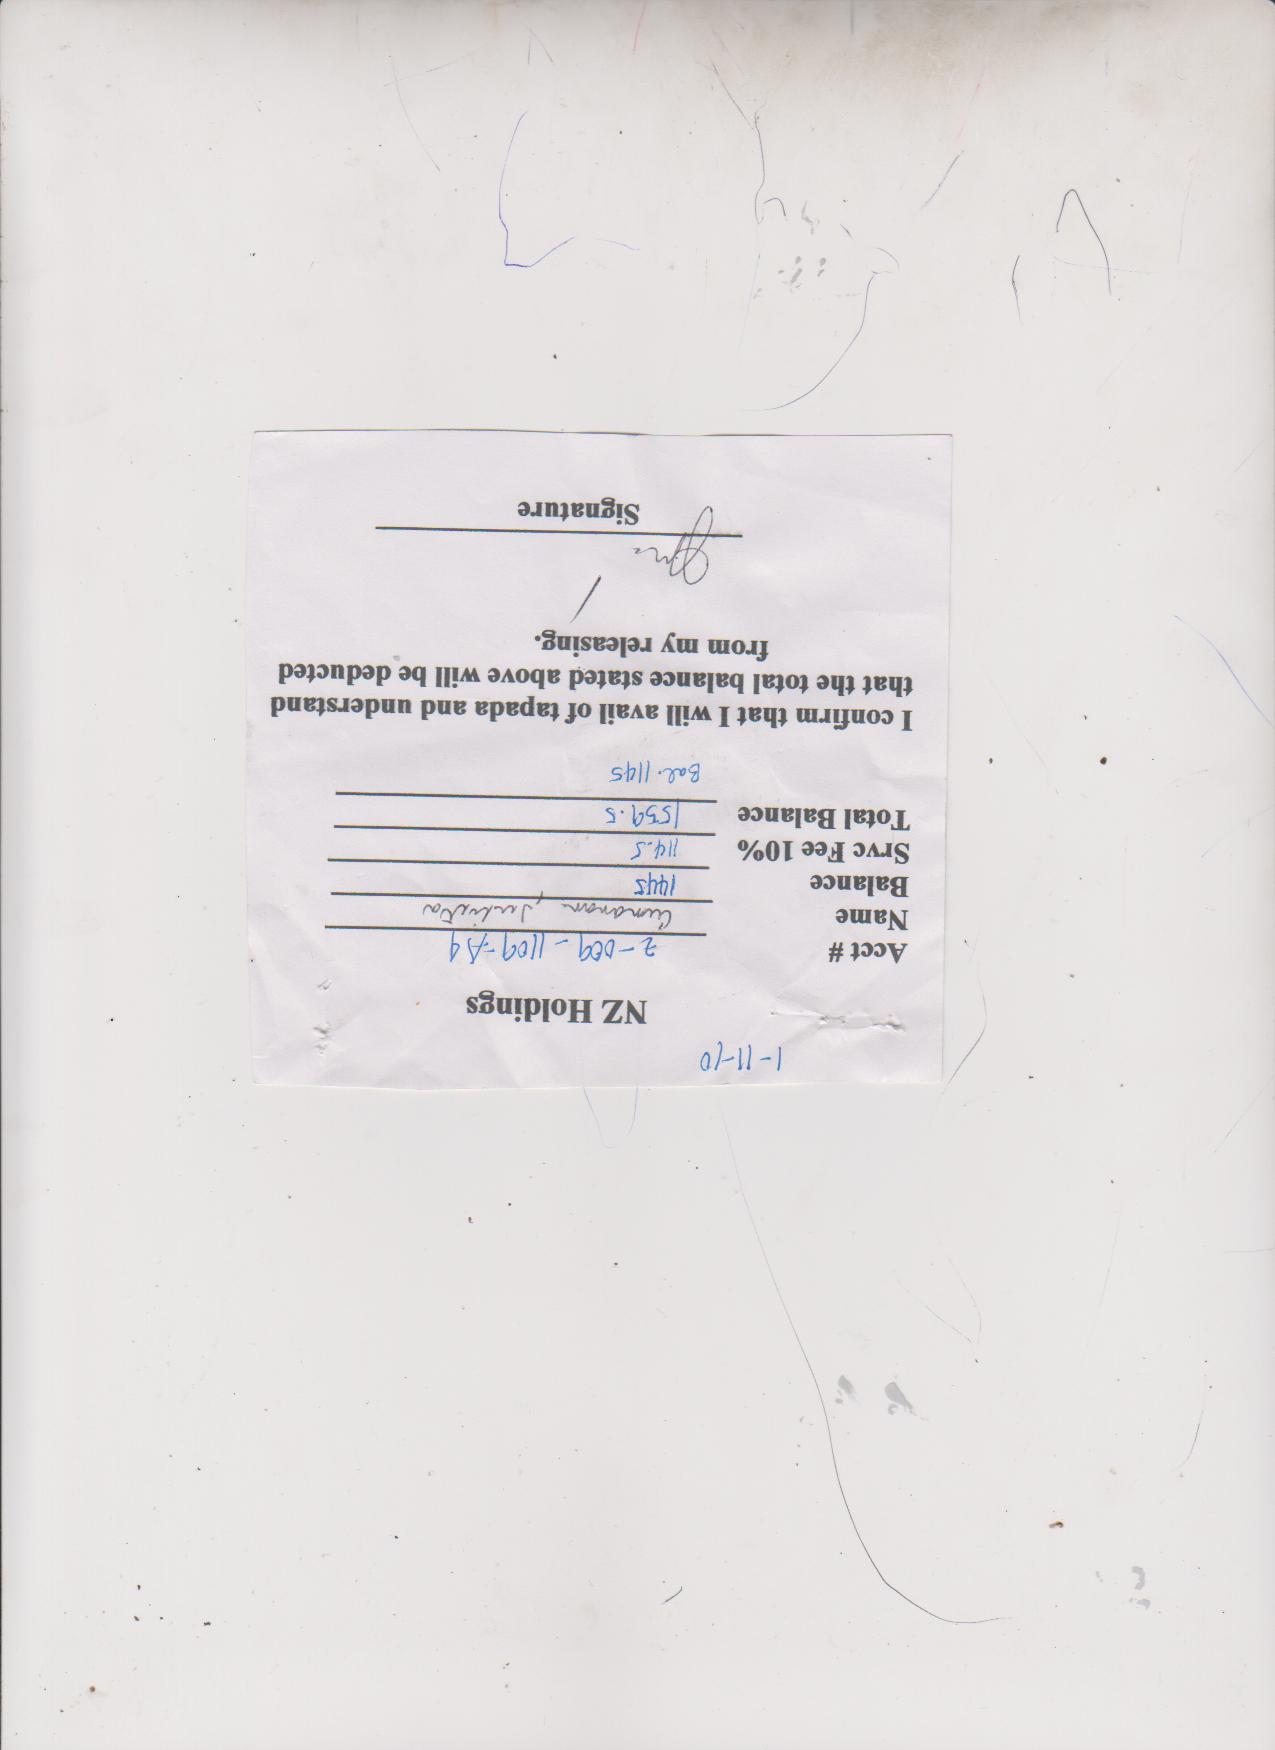 1-11-10
NZ Holdings
Acct # 2-009-1109-A9
Name Cunanan, Julieta
Balance 1445
Srvc Fee 10% 114.5
Total Balance 1559.5
Bal. 1145
I confirm that I will avail of tapada and understand
that the total balance stated above will be deducted
from my releasing.
Signature